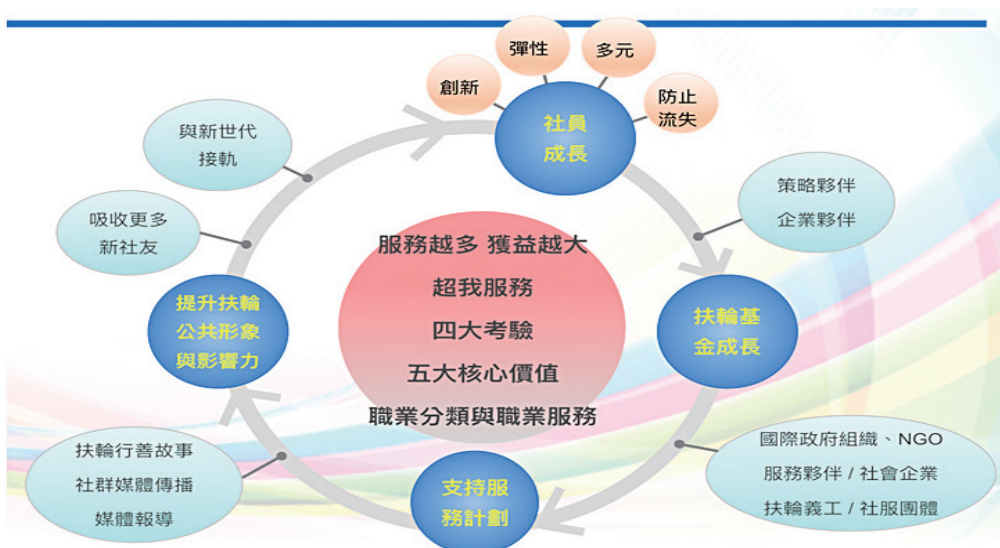 創新
彈性
多元
防止
流失
社員
成長
與新世代
接軌
策略夥伴
企業夥伴
吸收更多
新社友
服務越多 獲益越大
超我服務
四大考驗
五大核心價值
職業分類與職業服務
提升扶輪
公共形象
與影響力
扶輪基
金成長
扶輪行善故事
社群媒體傳播
媒體報導
支持服
務計劃
國際政府組織、NGO
服務夥伴 / 社會企業
扶輪義工 / 社服團體